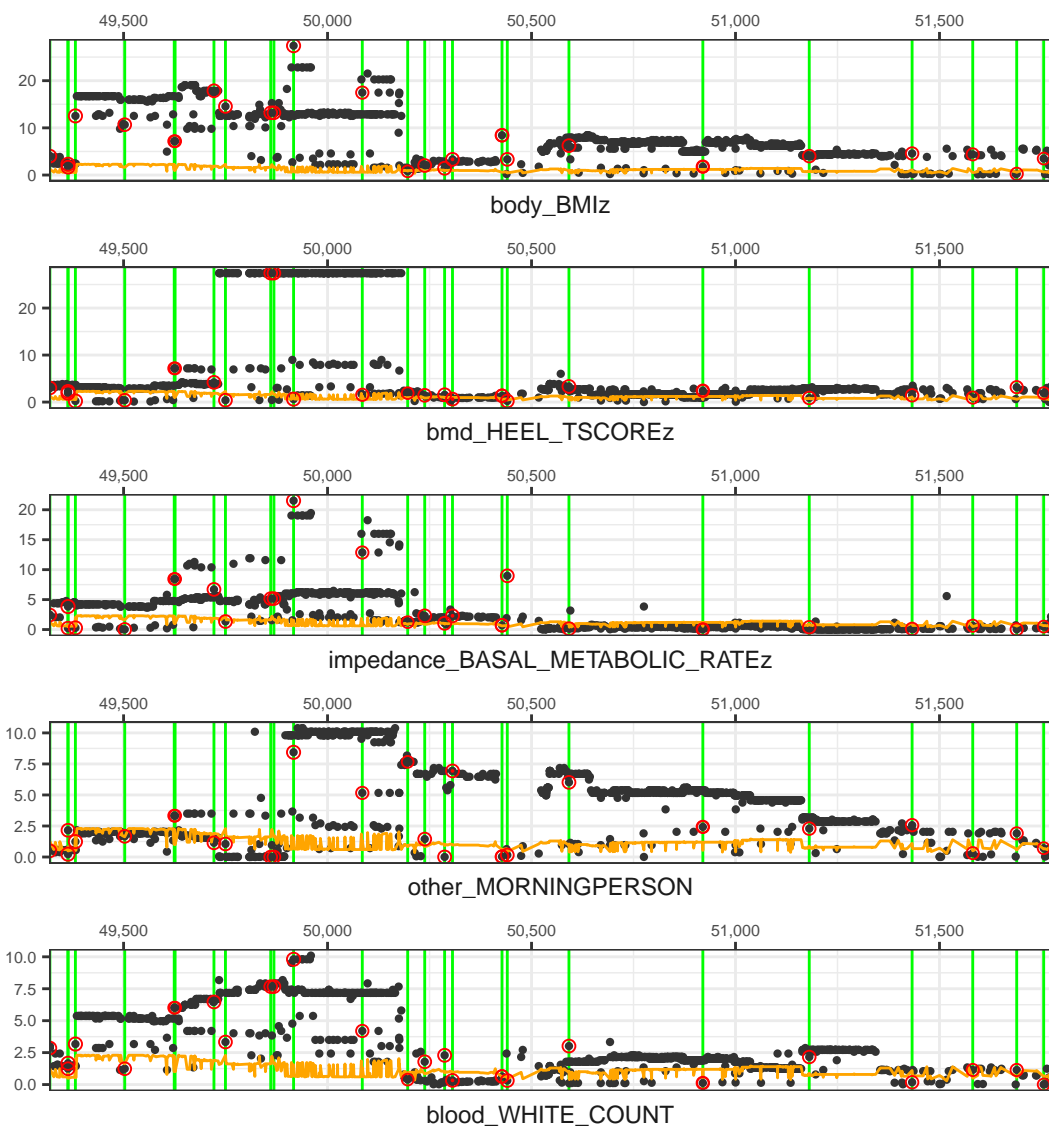 49,500 50,000 50,500 51,000 51,500
20
10
0
body_BMIz
49,500 50,000 50,500 51,000 51,500
20
10
0
bmd_HEEL_TSCOREz
49,500 50,000 50,500 51,000 51,500
20
15
10
5
0
impedance_BASAL_METABOLIC_RATEz
49,500 50,000 50,500 51,000 51,500
10.0
7.5
5.0
2.5
0.0
other_MORNINGPERSON
49,500 50,000 50,500 51,000 51,500
10.0
7.5
5.0
2.5
0.0
blood_WHITE_COUNT